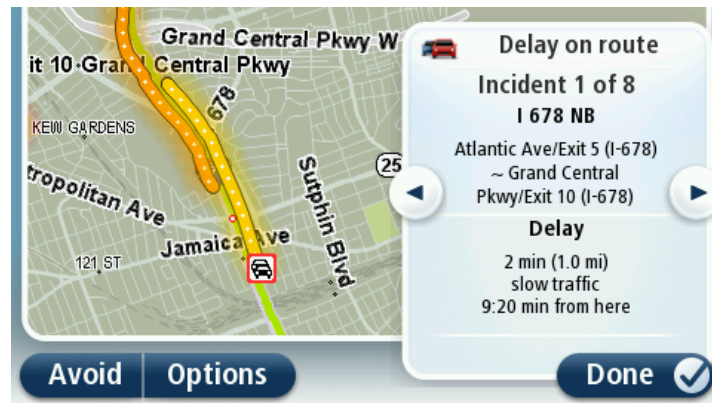 Grand Central Pkwy W
it 10-Grand Central Pkwy
678
KEW GARDENS
tropolitan Ave
25
Sutphin Blvd
Jamaica Ave
121 ST
Delay on route
Incident 1 of 8
I 678 NB
Atlantic Ave/Exit 5 (I-678)
~ Grand Central
Pkwy/Exit 10 (I-678)
Delay
2 min (1.0 mi)
slow traffic
9:20 min from here
Avoid
Options
Done